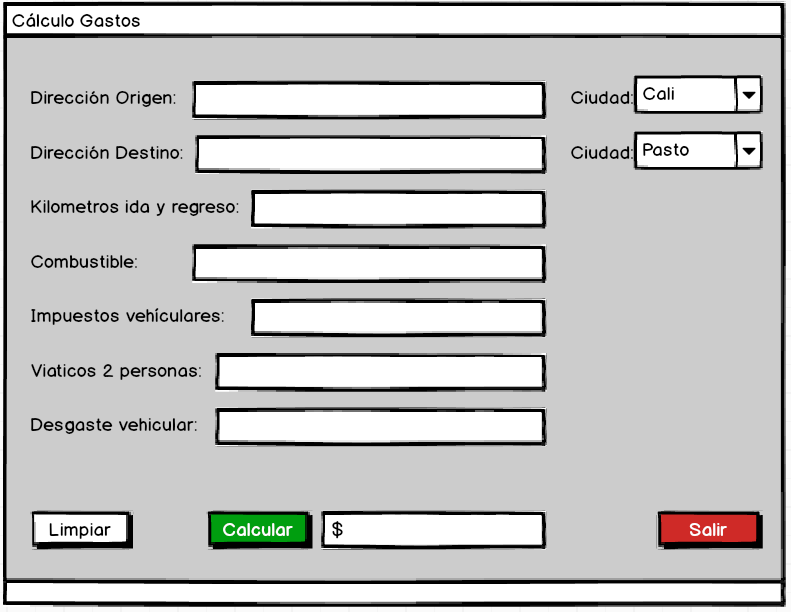 Cálculo Gastos
Dirección Origen: Ciudad: Cali
Dirección Destino: Ciudad: Pasto
Kilometros ida y regreso:
Combustible:
Impuestos vehículares:
Viaticos 2 personas:
Desgaste vehicular:
Limpiar Calcular $ Salir